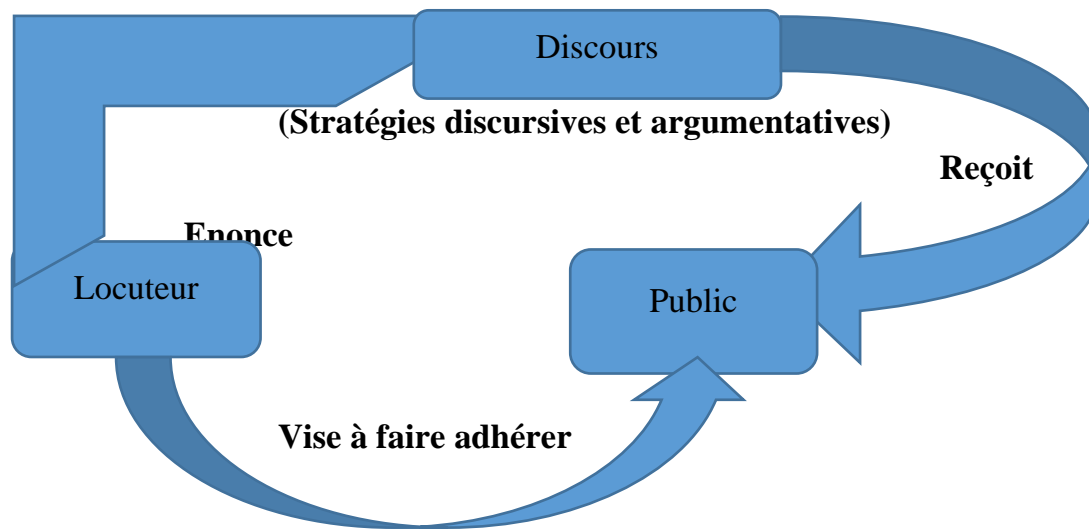 Discours
(Stratégies discursives et argumentatives)
Reçoit
Enonce
Locuteur
Public
Vise à faire adhérer